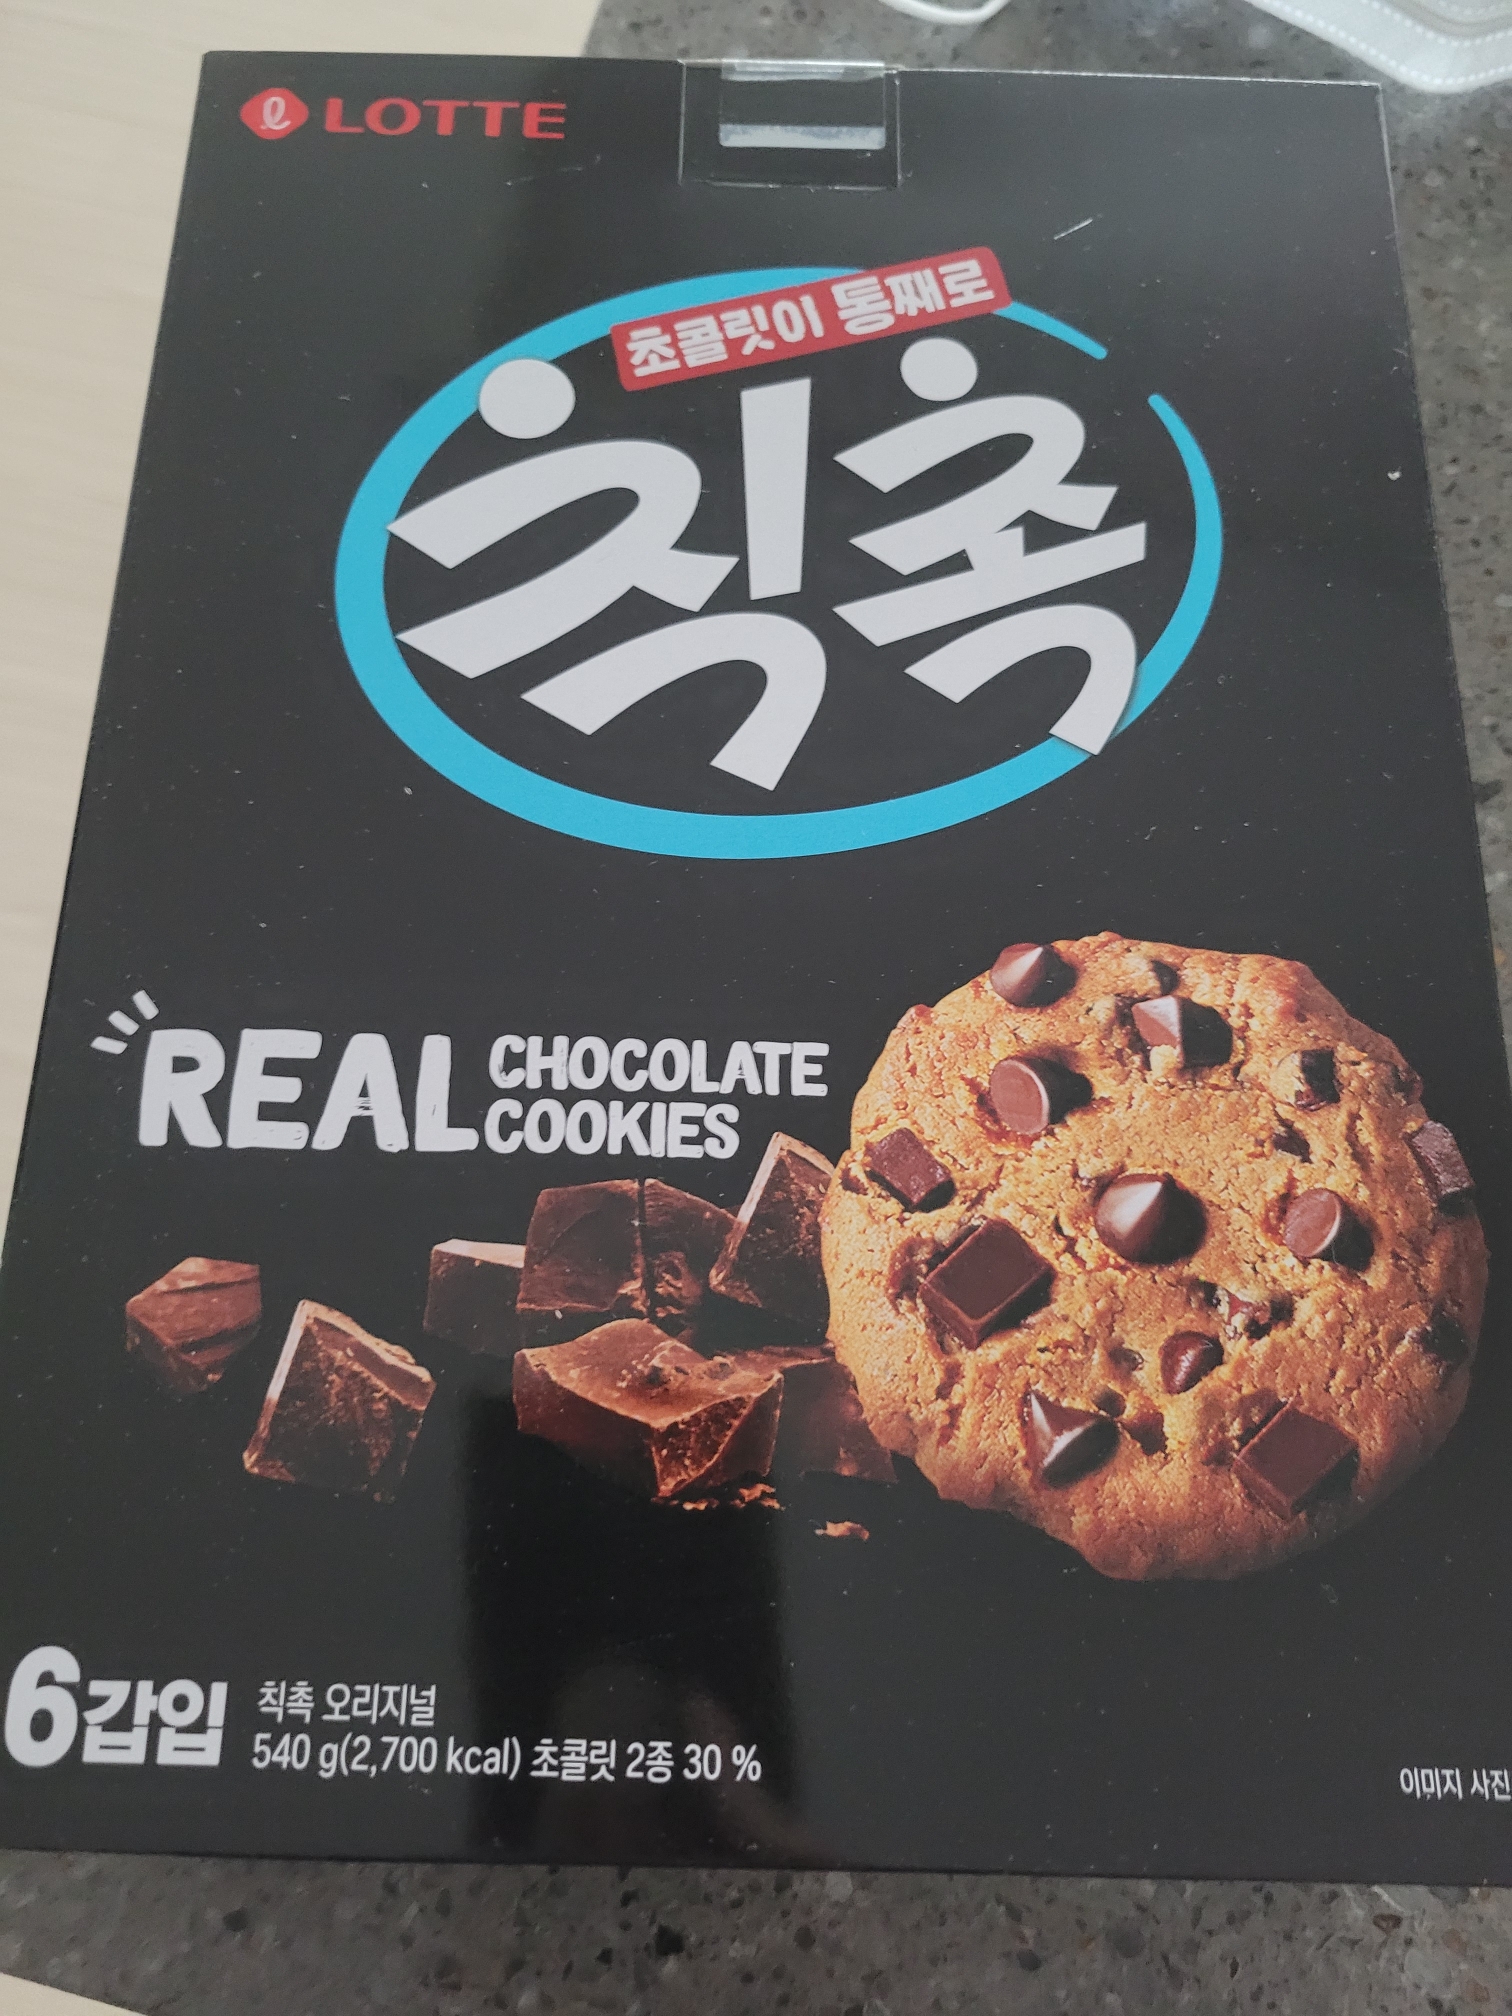 LOTTE
초콜릿이 통째로
칙촉
REAL CHOCOLATE
COOKIES
6갑입
칙촉 오리지널
540 g(2,700 kcal) 초콜릿 2종 30 %
이미지 사진